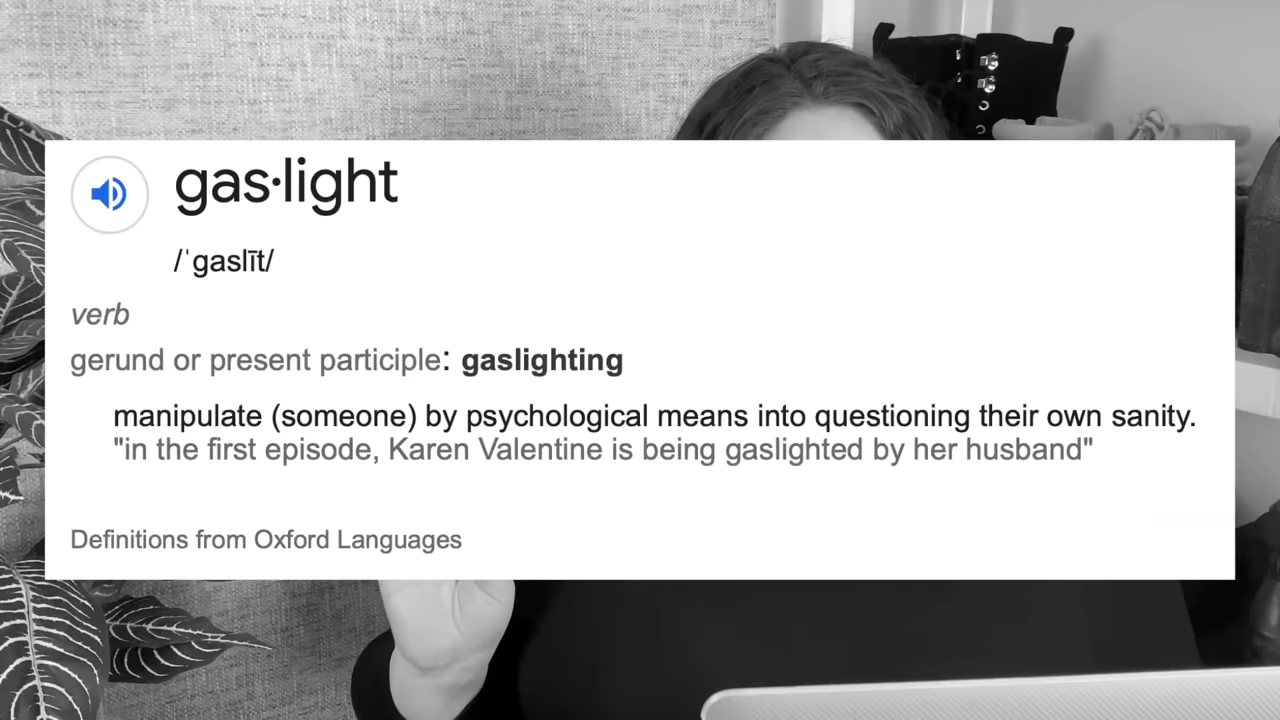 gas·light
/ˈɡaslīt/
verb
gerund or present participle: gaslighting
manipulate (someone) by psychological means into questioning their own sanity.
"in the first episode, Karen Valentine is being gaslighted by her husband"
Definitions from Oxford Languages